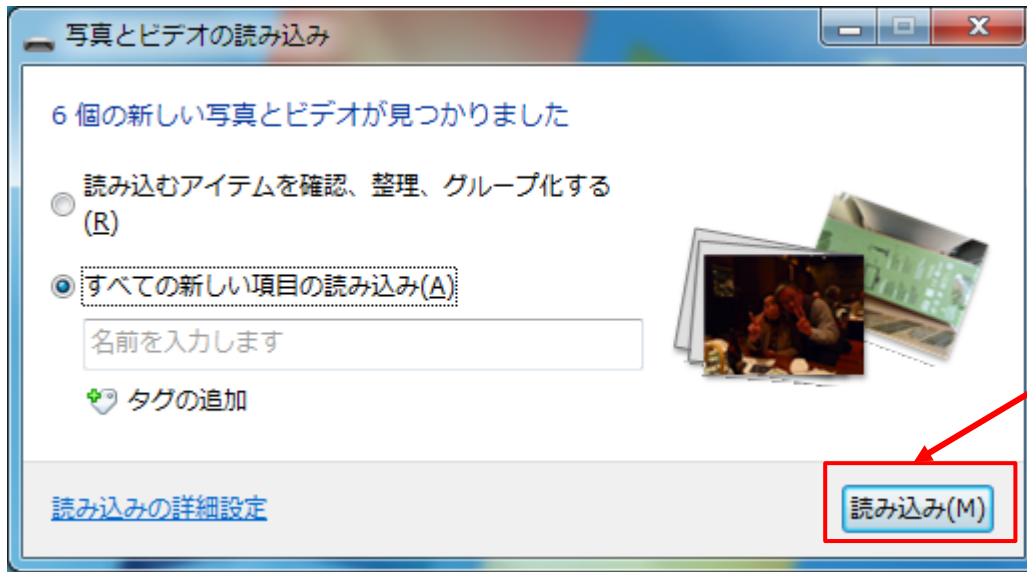 写真とビデオの読み込み
6 個の新しい写真とビデオが見つかりました
読み込むアイテムを確認、整理、グループ化する
(R)
すべての新しい項目の読み込み(A)
名前を入力します
タグの追加
読み込みの詳細設定
読み込み(M)